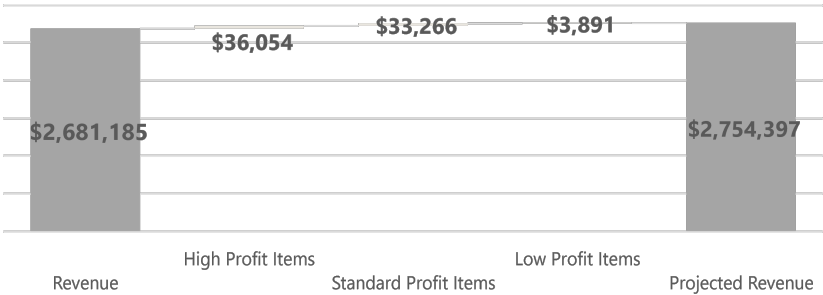 $33,266
$3,891
$36,054
$2,681,185
$2,754,397
High Profit Items
Low Profit Items
Revenue
Standard Profit Items
Projected Revenue